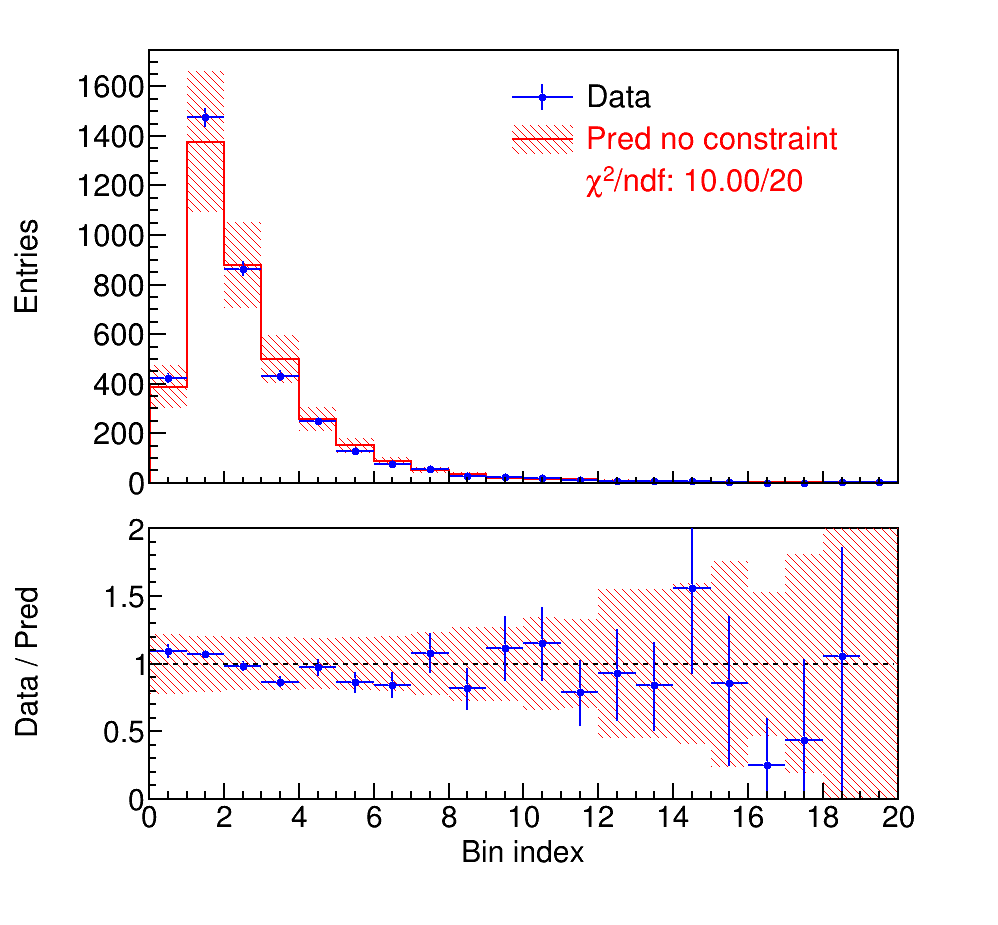 Entries
1600
1400
1200
1000
800
600
400
200
0
Data
Pred no constraint
χ²/ndf: 10.00/20
Data / Pred
2
1.5
1
0.5
0
0 2 4 6 8 10 12 14 16 18 20
Bin index